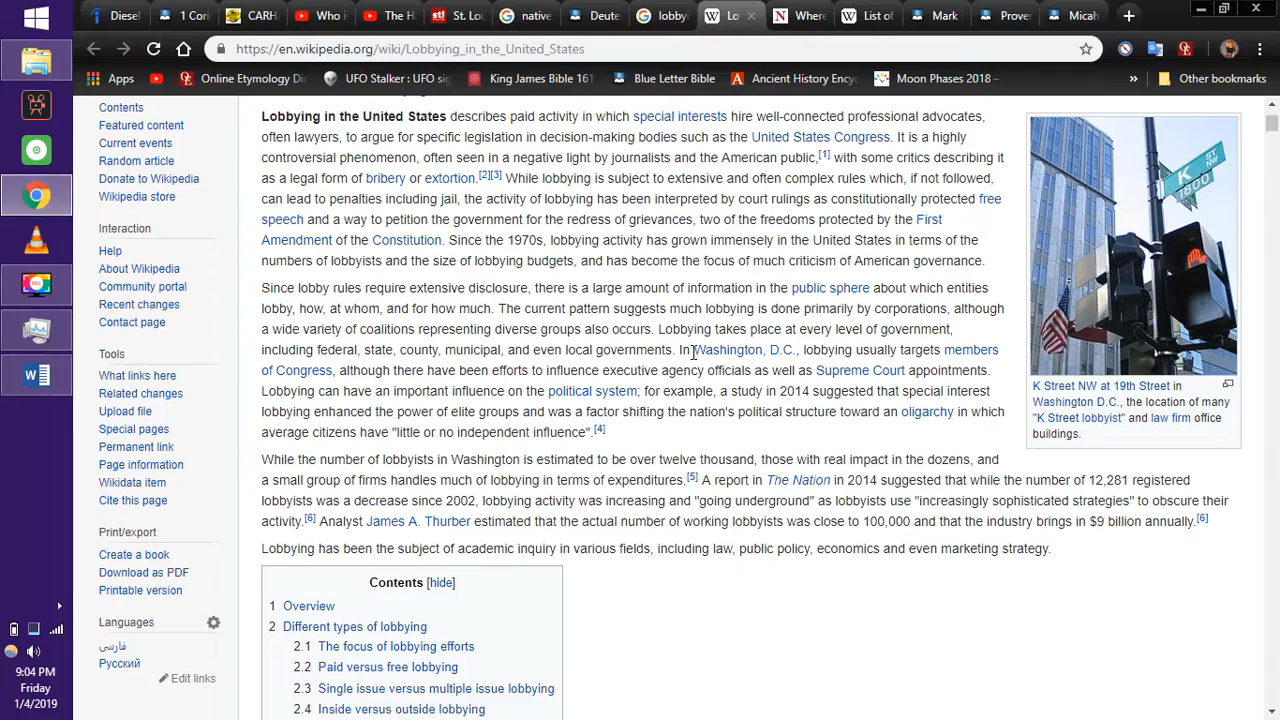 Diesel
1 Cori
CARHA
Who is
The H
St. Lo
native
Deute
lobbyi
Lo
Where
List of
Mark
Prove
Micah
https://en.wikipedia.org/wiki/Lobbying_in_the_United_States
Apps
Online Etymology Dic
UFO Stalker : UFO sig
King James Bible 161
Blue Letter Bible
Ancient History Ency
Moon Phases 2018 –
»
Other bookmarks
Contents
Featured content
Current events
Random article
Donate to Wikipedia
Wikipedia store
Interaction
Help
About Wikipedia
Community portal
Recent changes
Contact page
Tools
What links here
Related changes
Upload file
Special pages
Permanent link
Page information
Wikidata item
Cite this page
Print/export
Create a book
Download as PDF
Printable version
Languages
فارسی
Русский
Edit links
Lobbying in the United States describes paid activity in which special interests hire well-connected professional advocates,
often lawyers, to argue for specific legislation in decision-making bodies such as the United States Congress. It is a highly
controversial phenomenon, often seen in a negative light by journalists and the American public,[1] with some critics describing it
as a legal form of bribery or extortion.[2][3] While lobbying is subject to extensive and often complex rules which, if not followed,
can lead to penalties including jail, the activity of lobbying has been interpreted by court rulings as constitutionally protected free
speech and a way to petition the government for the redress of grievances, two of the freedoms protected by the First
Amendment of the Constitution. Since the 1970s, lobbying activity has grown immensely in the United States in terms of the
numbers of lobbyists and the size of lobbying budgets, and has become the focus of much criticism of American governance.
Since lobby rules require extensive disclosure, there is a large amount of information in the public sphere about which entities
lobby, how, at whom, and for how much. The current pattern suggests much lobbying is done primarily by corporations, although
a wide variety of coalitions representing diverse groups also occurs. Lobbying takes place at every level of government,
including federal, state, county, municipal, and even local governments. In Washington, D.C., lobbying usually targets members
of Congress, although there have been efforts to influence executive agency officials as well as Supreme Court appointments.
Lobbying can have an important influence on the political system; for example, a study in 2014 suggested that special interest
lobbying enhanced the power of elite groups and was a factor shifting the nation's political structure toward an oligarchy in which
average citizens have "little or no independent influence".[4]
While the number of lobbyists in Washington is estimated to be over twelve thousand, those with real impact in the dozens, and
a small group of firms handles much of lobbying in terms of expenditures.[5] A report in The Nation in 2014 suggested that while the number of 12,281 registered
lobbyists was a decrease since 2002, lobbying activity was increasing and "going underground" as lobbyists use "increasingly sophisticated strategies" to obscure their
activity.[6] Analyst James A. Thurber estimated that the actual number of working lobbyists was close to 100,000 and that the industry brings in $9 billion annually.[6]
Lobbying has been the subject of academic inquiry in various fields, including law, public policy, economics and even marketing strategy.
Contents [hide]
1 Overview
2 Different types of lobbying
2.1 The focus of lobbying efforts
2.2 Paid versus free lobbying
2.3 Single issue versus multiple issue lobbying
2.4 Inside versus outside lobbying
K ST NW
1800
K Street NW at 19th Street in
Washington D.C., the location of many
"K Street lobbyist" and law firm office
buildings.
9:04 PM
Friday
1/4/2019